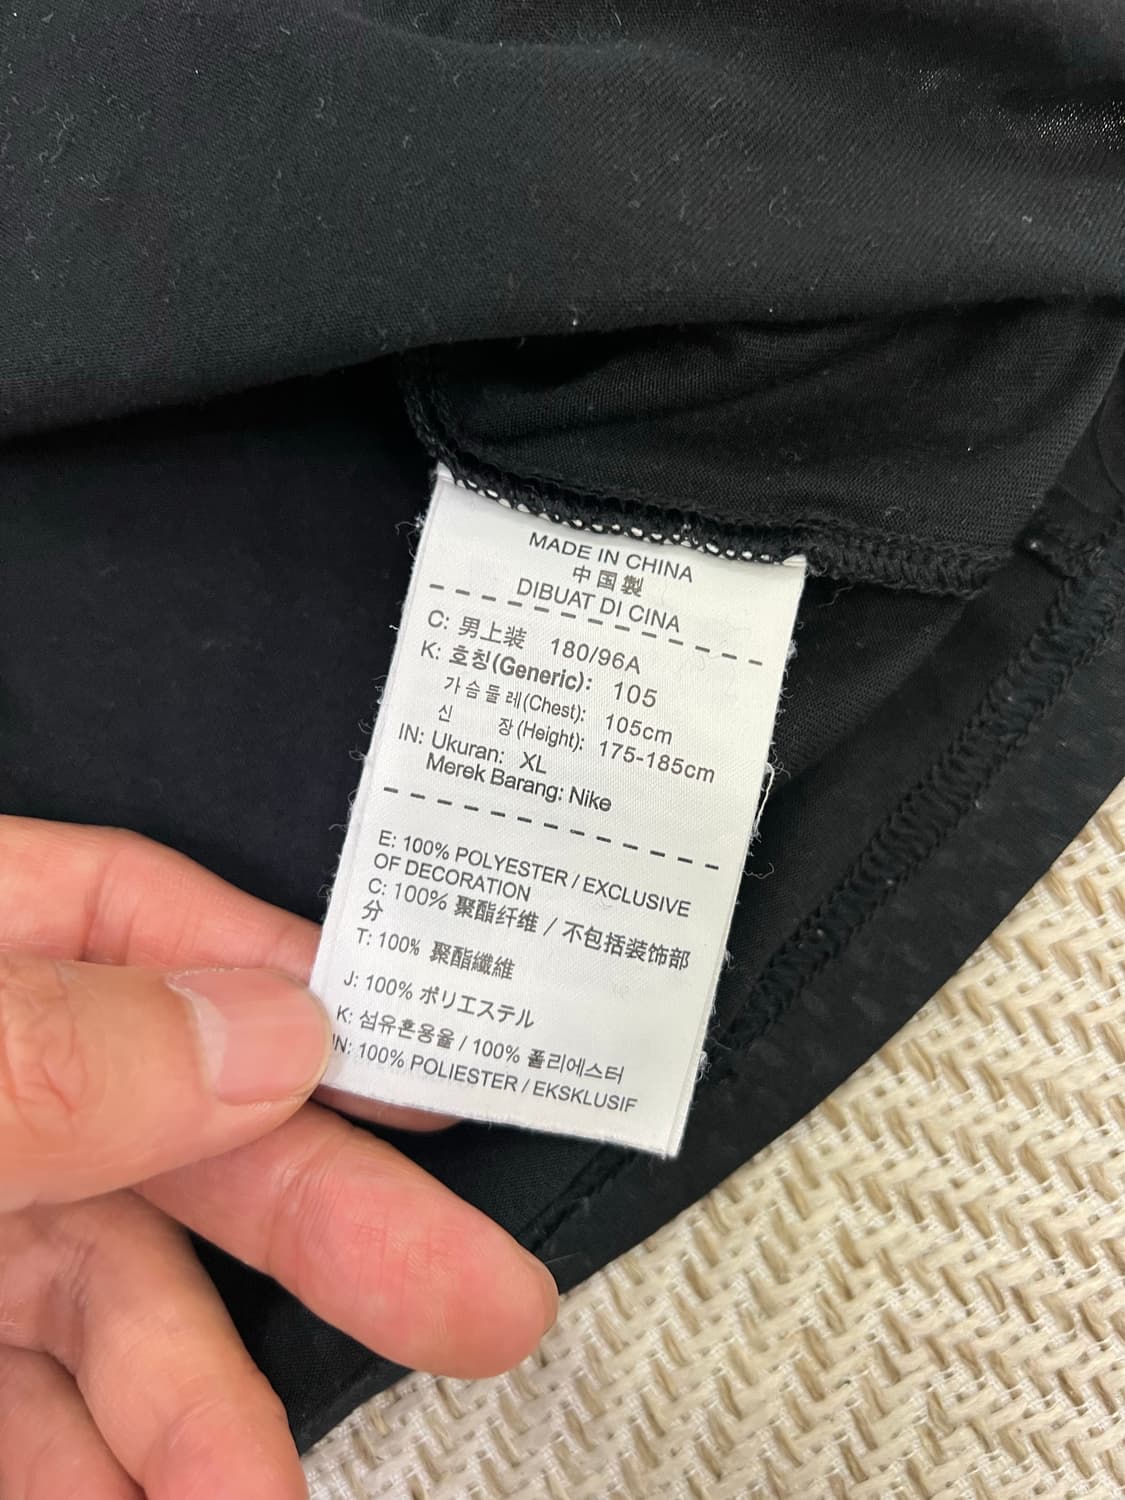 MADE IN CHINA
中国製
DIBUAT DI CINA
C: 男上装 180/96A
K: 호칭(Generic): 105
가슴둘레(Chest): 105cm
신 장(Height): 175-185cm
IN: Ukuran: XL
Merek Barang: Nike
E: 100% POLYESTER / EXCLUSIVE
OF DECORATION
C: 100% 聚酯纤维 / 不包括装饰部
分
T: 100% 聚酯纖維
J: 100% ポリエステル
K: 섬유혼용율 / 100% 폴리에스터
IN: 100% POLIESTER / EKSKLUSIF